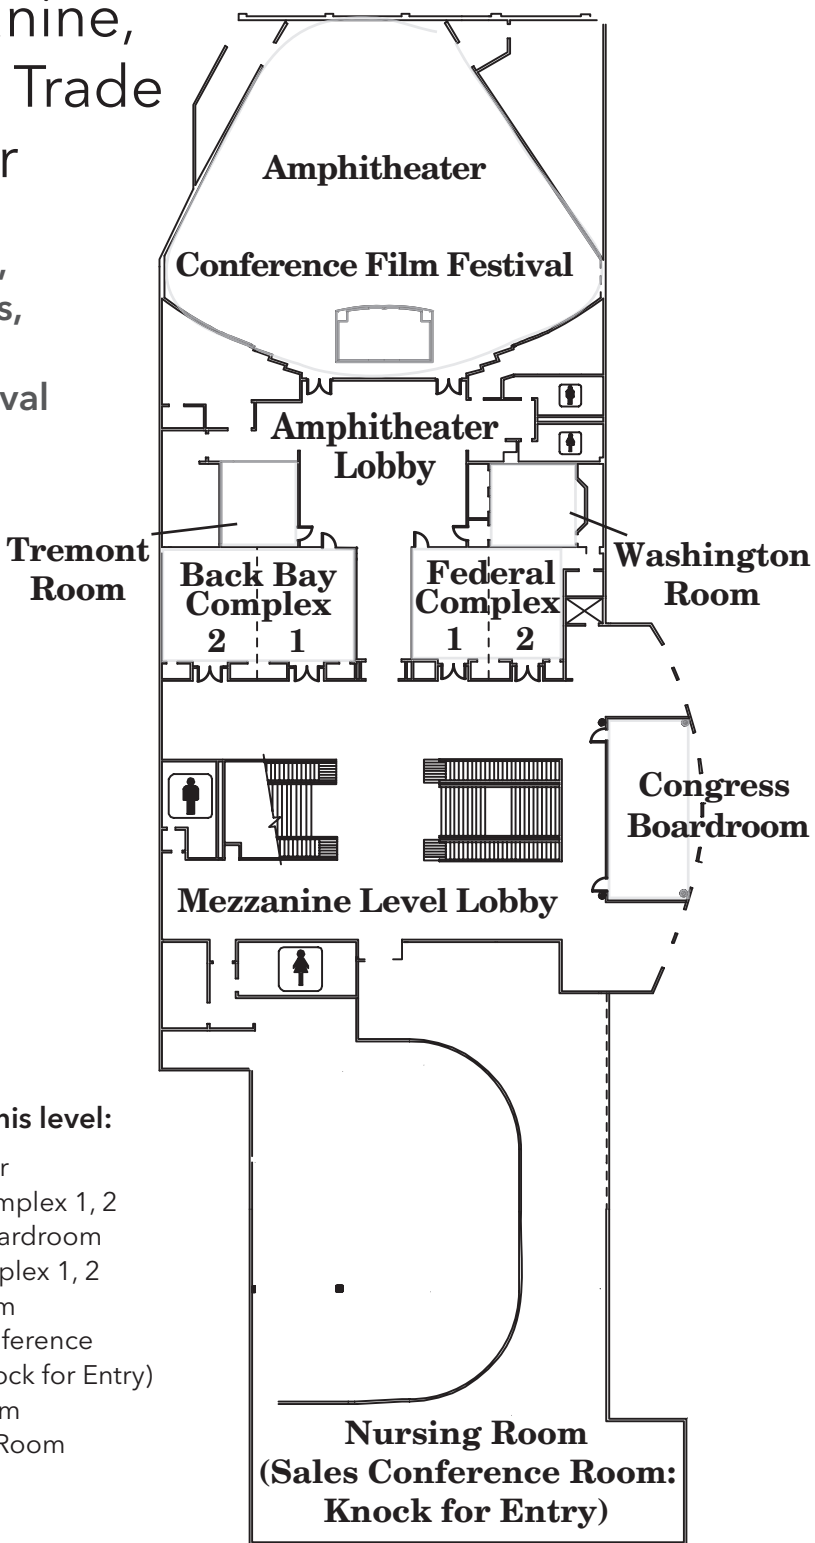 nine,
Trade
r
,
s,
val
Amphitheater
Conference Film Festival
Amphitheater
Lobby
Tremont
Room
Washington
Room
Back Bay
Complex
2 1
Federal
Complex
1 2
Congress
Boardroom
Mezzanine Level Lobby
his level:
r
mplex 1, 2
ardroom
plex 1, 2
m
ference
ock for Entry)
m
Room
Nursing Room
(Sales Conference Room:
Knock for Entry)